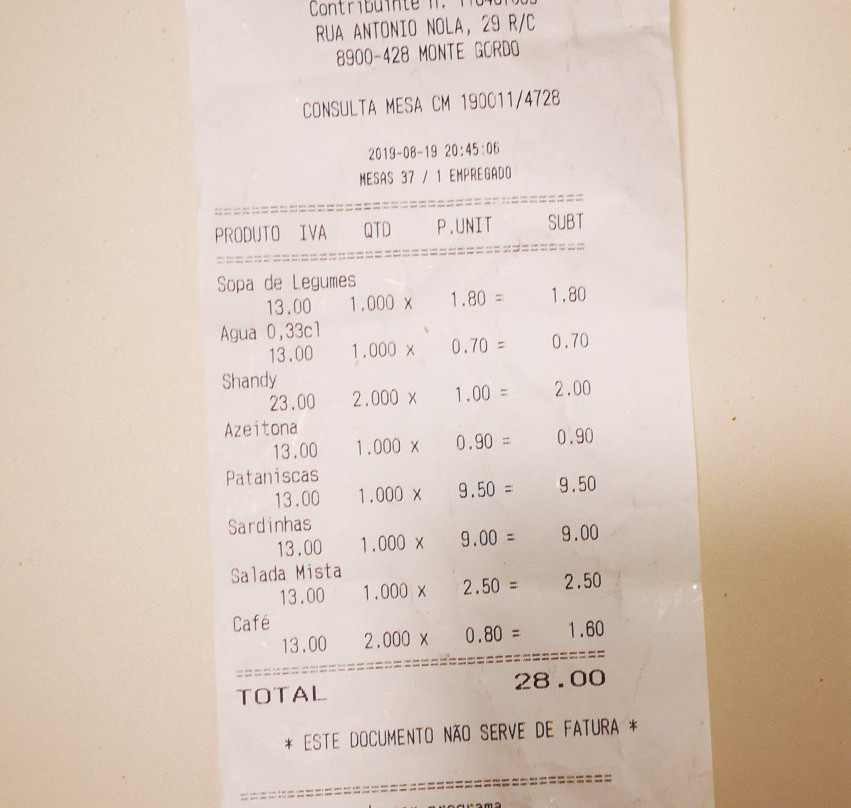 Contribuinte n.
RUA ANTONIO NOLA, 29 R/C
8900-428 MONTE GORDO
CONSULTA MESA CM 190011/4728
2019-08-19 20:45:06
MESAS 37 / 1 EMPREGADO
==========================================
PRODUTO IVA QTD P.UNIT SUBT
==========================================
Sopa de Legumes
13.00 1.000 x 1.80 = 1.80
Agua 0,33cl
13.00 1.000 x 0.70 = 0.70
Shandy
23.00 2.000 x 1.00 = 2.00
Azeitona
13.00 1.000 x 0.90 = 0.90
Pataniscas
13.00 1.000 x 9.50 = 9.50
Sardinhas
13.00 1.000 x 9.00 = 9.00
Salada Mista
13.00 1.000 x 2.50 = 2.50
Café
13.00 2.000 x 0.80 = 1.60
==========================================
TOTAL 28.00
* ESTE DOCUMENTO NÃO SERVE DE FATURA *
==========================================
programa